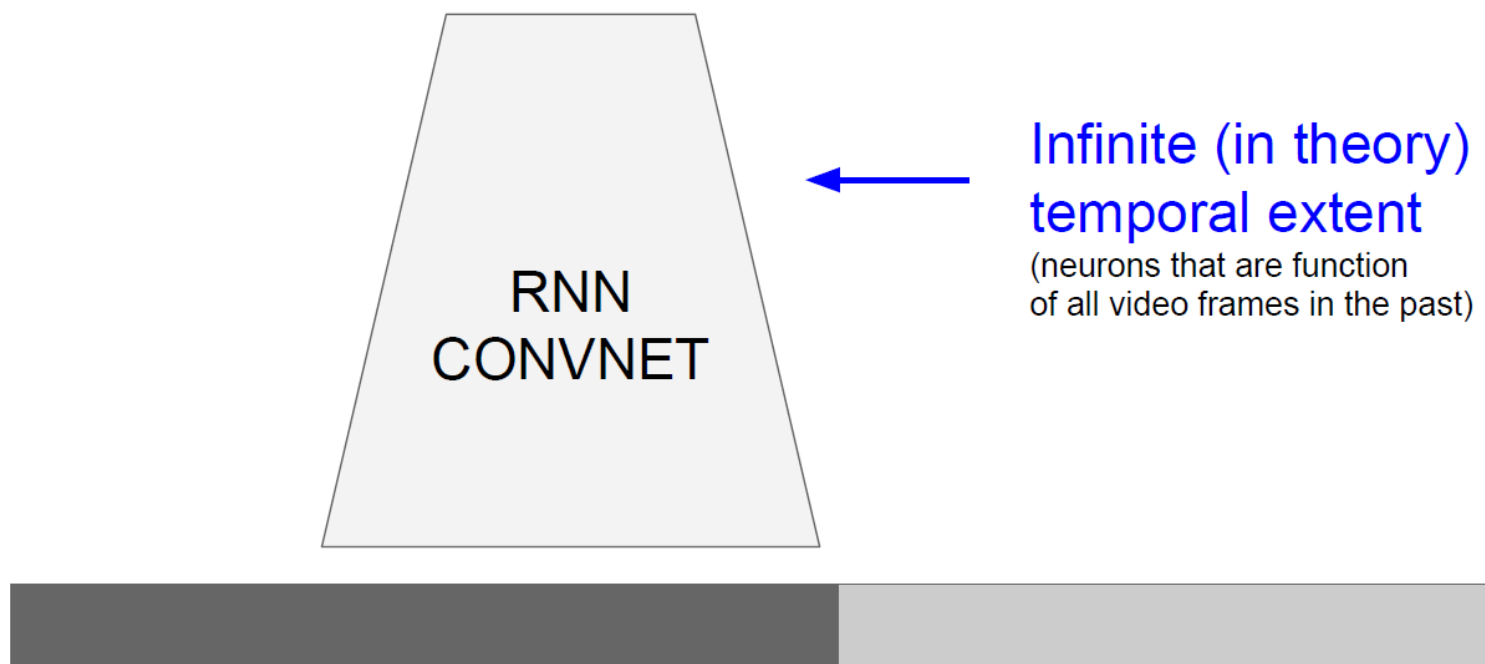 Infinite (in theory)
temporal extent
(neurons that are function
of all video frames in the past)
RNN
CONVNET